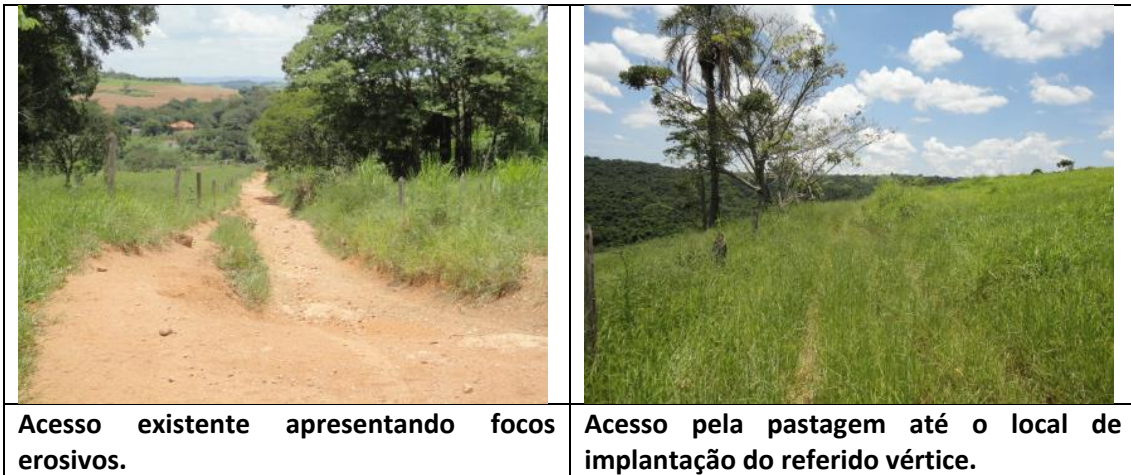 Acesso existente apresentando focos
erosivos.
Acesso pela pastagem até o local de
implantação do referido vértice.